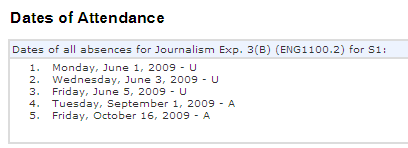 Dates of Attendance
Dates of all absences for Journalism Exp. 3(B) (ENG1100.2) for S1:
1. Monday, June 1, 2009 - U
2. Wednesday, June 3, 2009 - U
3. Friday, June 5, 2009 - U
4. Tuesday, September 1, 2009 - A
5. Friday, October 16, 2009 - A